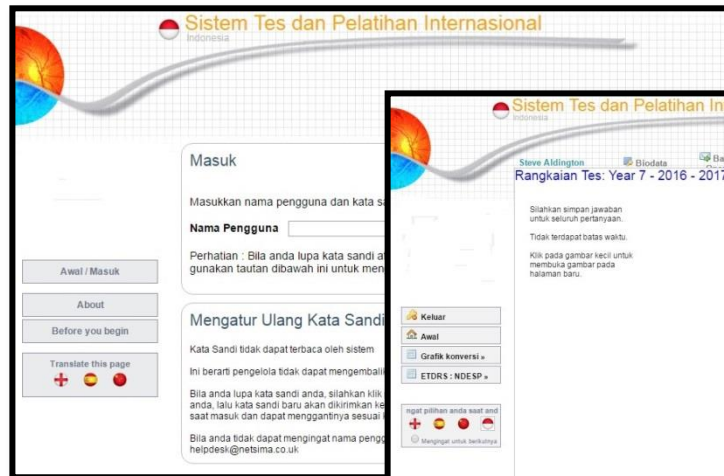 Sistem Tes dan Pelatihan Internasional
Indonesia
Masuk
Masukkan nama pengguna dan kata
Nama Pengguna
Perhatian : Bila anda lupa kata sandi
gunakan tautan dibawah ini untuk
Awal / Masuk
About
Before you begin
Translate this page
Mengatur Ulang Kata Sandi
Kata Sandi tidak dapat terbaca oleh sistem
Ini berarti pengelola tidak dapat
Bila anda lupa kata sandi anda, silahkan klik
anda, lalu kata sandi baru akan dikirimkan
saat masuk dan dapat menggantinya sesuai
Bila anda tidak dapat mengingat nama
helpdesk@netsima.co.uk
Sistem Tes dan Pelatihan
Indonesia
Steve Aldington
Biodata
Rangkaian Tes: Year 7 - 2016 - 2017
Silahkan simpan jawaban
untuk seluruh pertanyaan.
Tidak terdapat batas waktu.
Klik pada gambar kecil untuk
membuka gambar pada
halaman baru.
Keluar
Awal
Grafik konversi »
ETDRS : NDESP »
ngat pilihan anda saat and
Mengingat untuk berikutnya